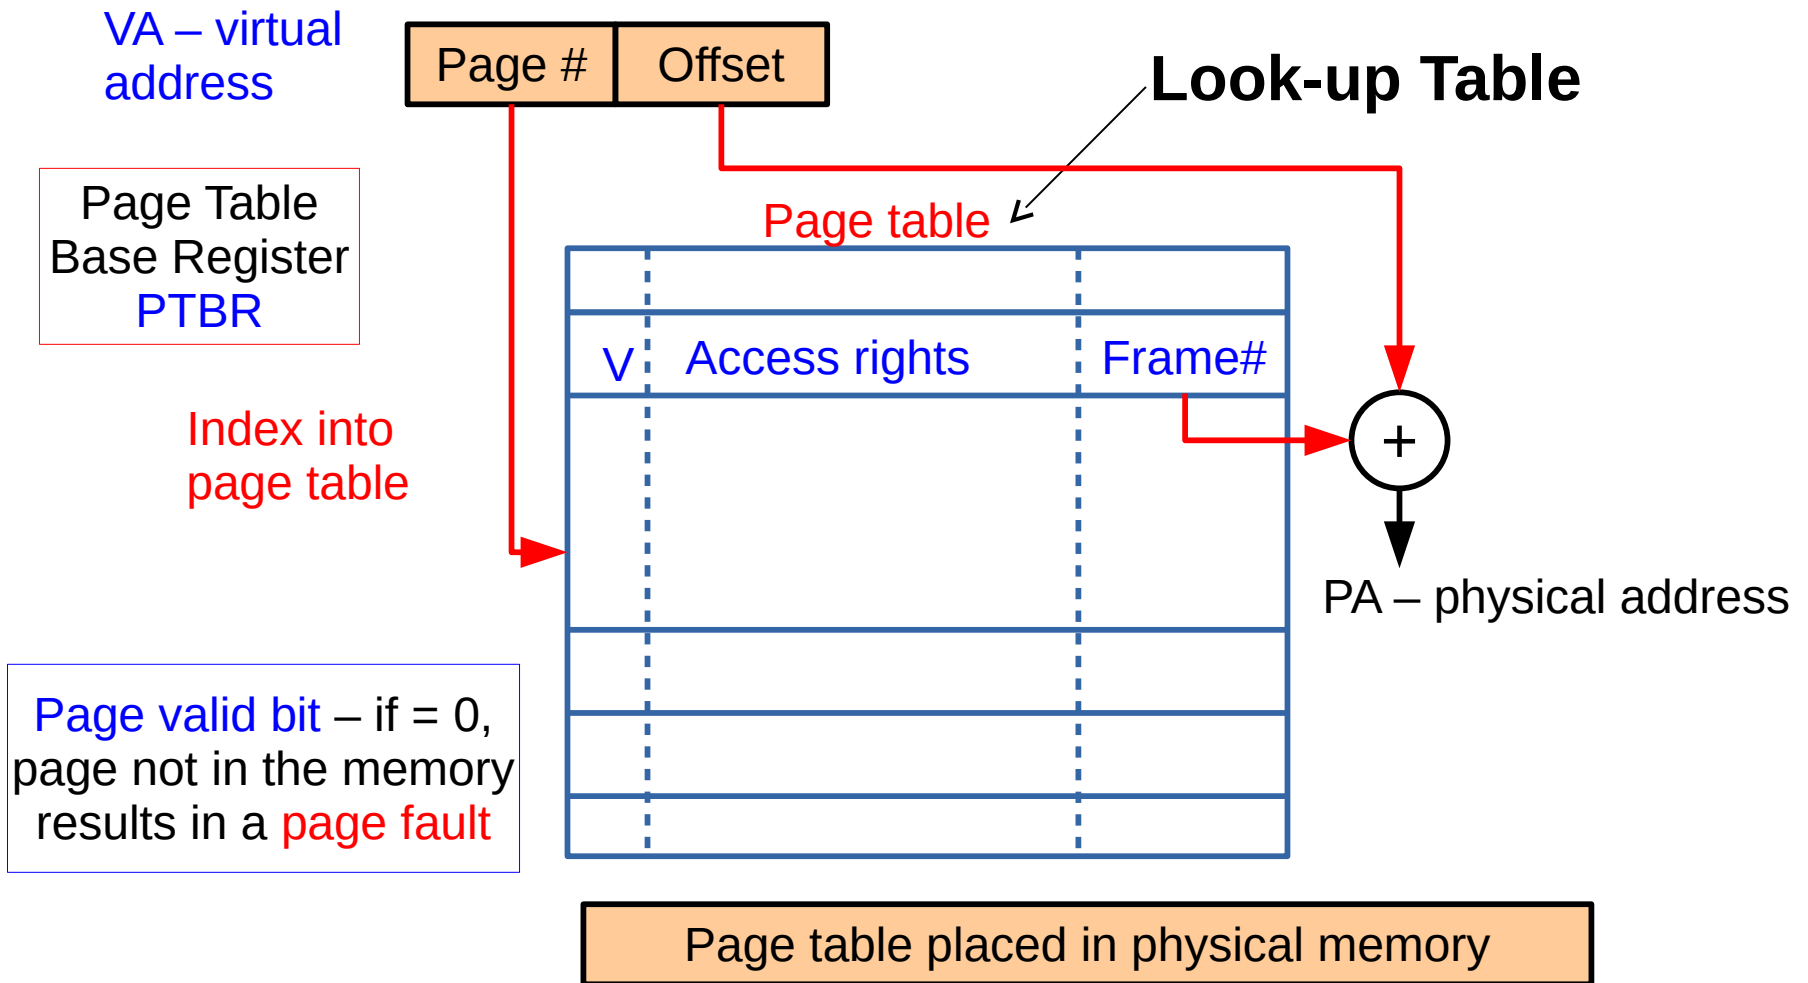 VA – virtual
address
Page #
Offset
Look-up Table
Page Table
Base Register
PTBR
Page table
V
Access rights
Frame#
Index into
page table
+
PA – physical address
Page valid bit – if = 0,
page not in the memory
results in a page fault
Page table placed in physical memory